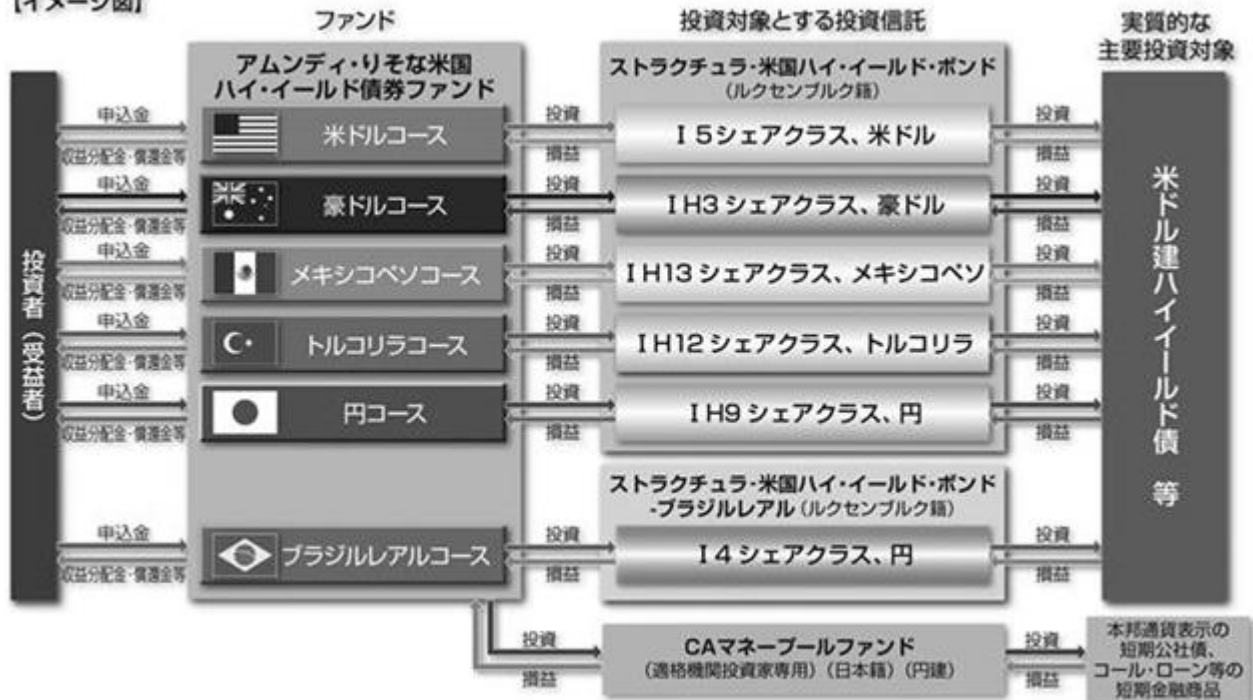 【イメージ図】
ファンド
投資対象とする投資信託
実質的な
主要投資対象
投資者（受益者）
アムンディ・りそな米国
ハイ・イールド債券ファンド
ストラクチュラ・米国ハイ・イールド・ボンド
(ルクセンブルク籍)
米ドル建ハイイールド債 等
申込金
収益分配金・償還金等
米ドルコース
投資
損益
I 5シェアクラス、米ドル
投資
損益
申込金
収益分配金・償還金等
豪ドルコース
投資
損益
I H3 シェアクラス、豪ドル
投資
損益
申込金
収益分配金・償還金等
メキシコペソコース
投資
損益
I H13 シェアクラス、メキシコペソ
投資
損益
申込金
収益分配金・償還金等
トルコリラコース
投資
損益
I H12 シェアクラス、トルコリラ
投資
損益
申込金
収益分配金・償還金等
円コース
投資
損益
I H9 シェアクラス、円
投資
損益
ストラクチュラ・米国ハイ・イールド・ボンド
-ブラジルレアル (ルクセンブルク籍)
申込金
収益分配金・償還金等
ブラジルレアルコース
投資
損益
I 4 シェアクラス、円
投資
損益
投資
損益
CAマネープールファンド
(適格機関投資家専用) (日本籍) (円建)
投資
損益
本邦通貨表示の
短期公社債、
コール・ローン等の
短期金融商品